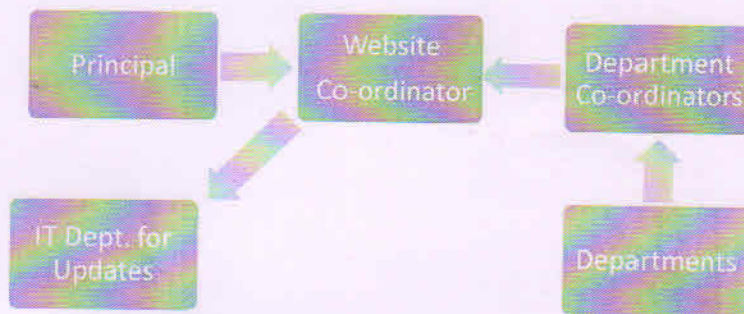 Principal
Website
Co-ordinator
Department
Co-ordinators
IT Dept. for
Updates
Departments